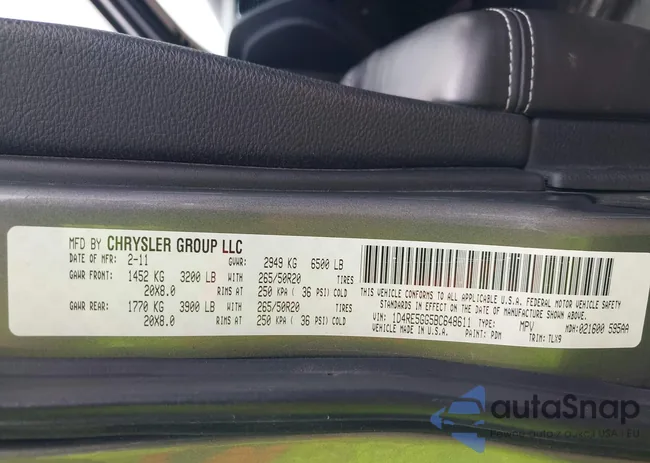 MFD BY CHRYSLER GROUP LLC
DATE OF MFR: 2-11 GVWR: 2949 KG 6500 LB
GAWR FRONT: 1452 KG 3200 LB WITH 265/50R20 TIRES
20X8.0 RIMS AT 250 KPA ( 36 PSI) COLD
GAWR REAR: 1770 KG 3900 LB WITH 265/50R20 TIRES
20X8.0 RIMS AT 250 KPA ( 36 PSI) COLD
THIS VEHICLE CONFORMS TO ALL APPLICABLE U.S.A. FEDERAL MOTOR VEHICLE SAFETY
STANDARDS IN EFFECT ON THE DATE OF MANUFACTURE SHOWN ABOVE.
VIN: 1D4RE5GG5BC648611 TYPE: MPV MDH:021600 585AA
MADE IN U.S.A. PAINT: PDM TRIM: TLX9
autaSnap